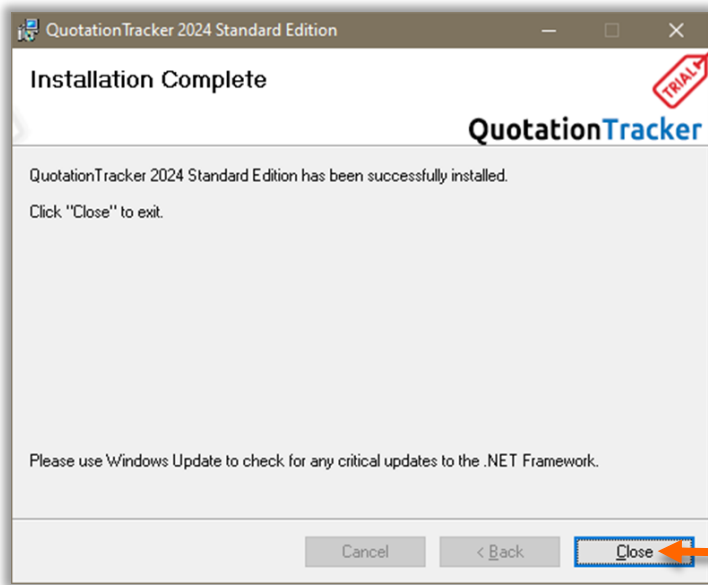 QuotationTracker 2024 Standard Edition
Installation Complete
TRIAL
QuotationTracker
QuotationTracker 2024 Standard Edition has been successfully installed.
Click "Close" to exit.
Please use Windows Update to check for any critical updates to the .NET Framework.
Cancel
< Back
Close